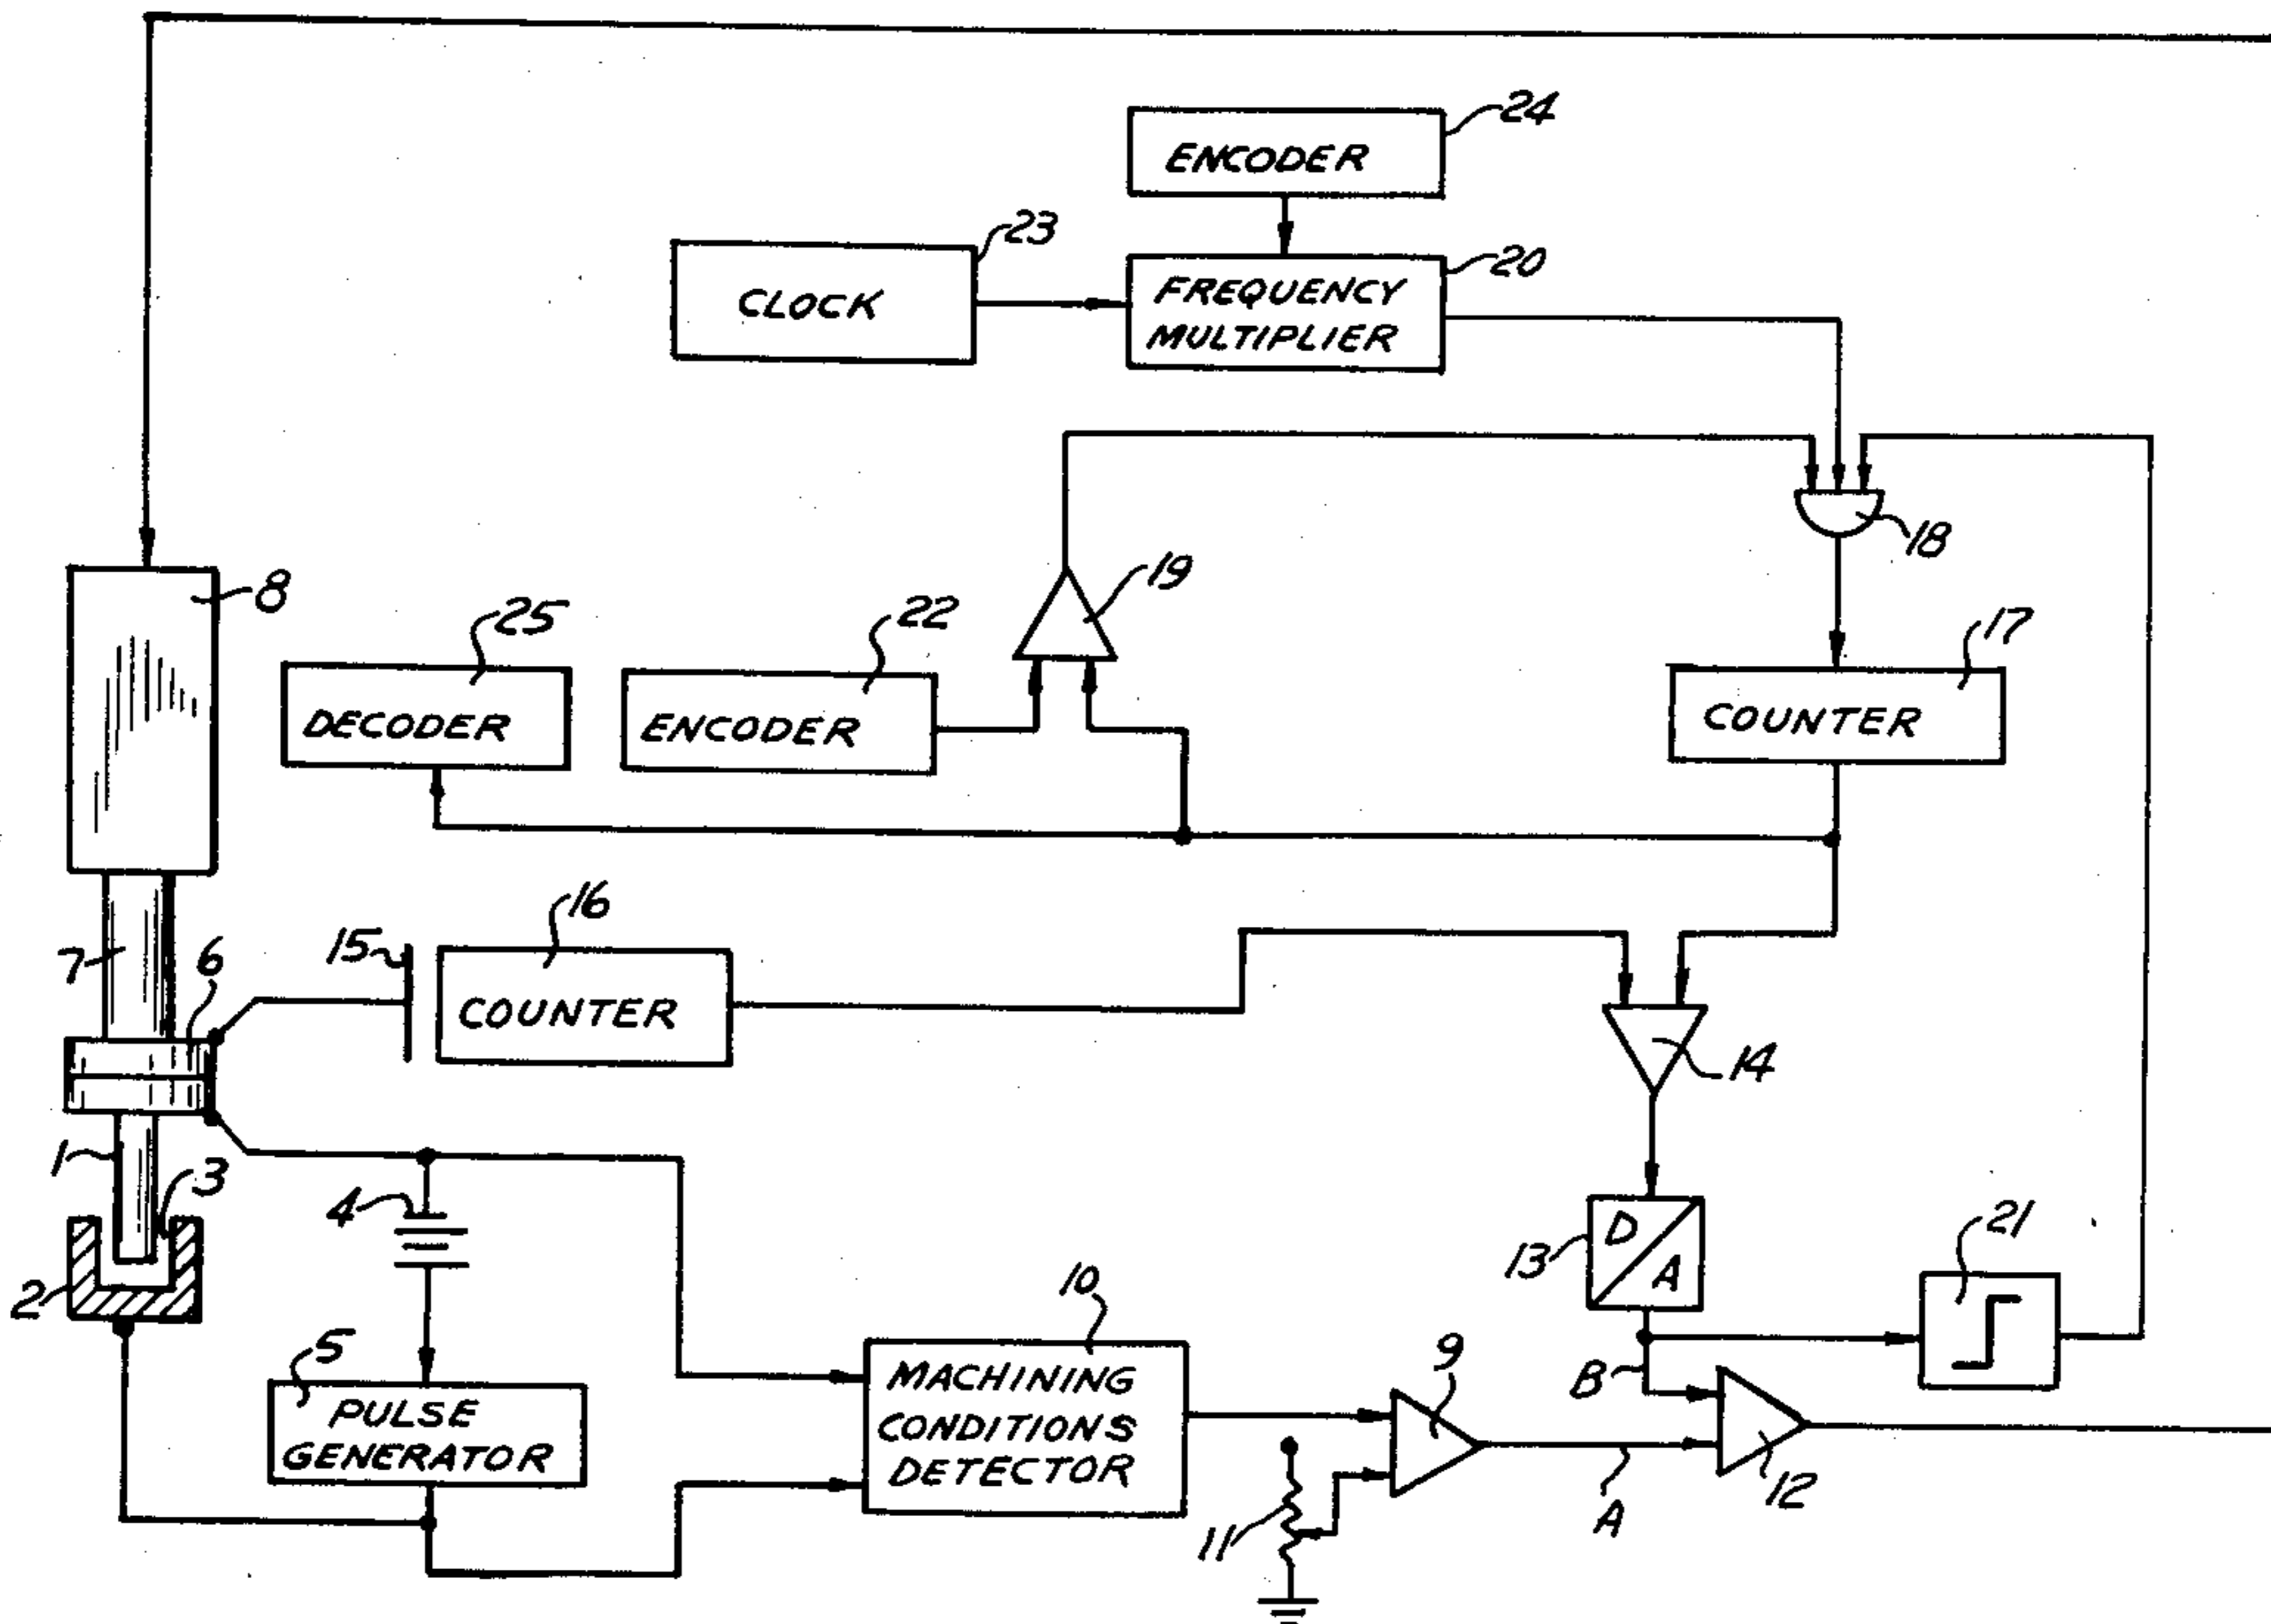 24
ENCODER
23
20
CLOCK
FREQUENCY
MULTIPLIER
18
8
25
22
19
17
DECODER
ENCODER
COUNTER
16
15
7
6
COUNTER
14
1
3
4
2
5
10
13
D
A
21
PULSE
GENERATOR
MACHINING
CONDITIONS
DETECTOR
9
B
11
A
12